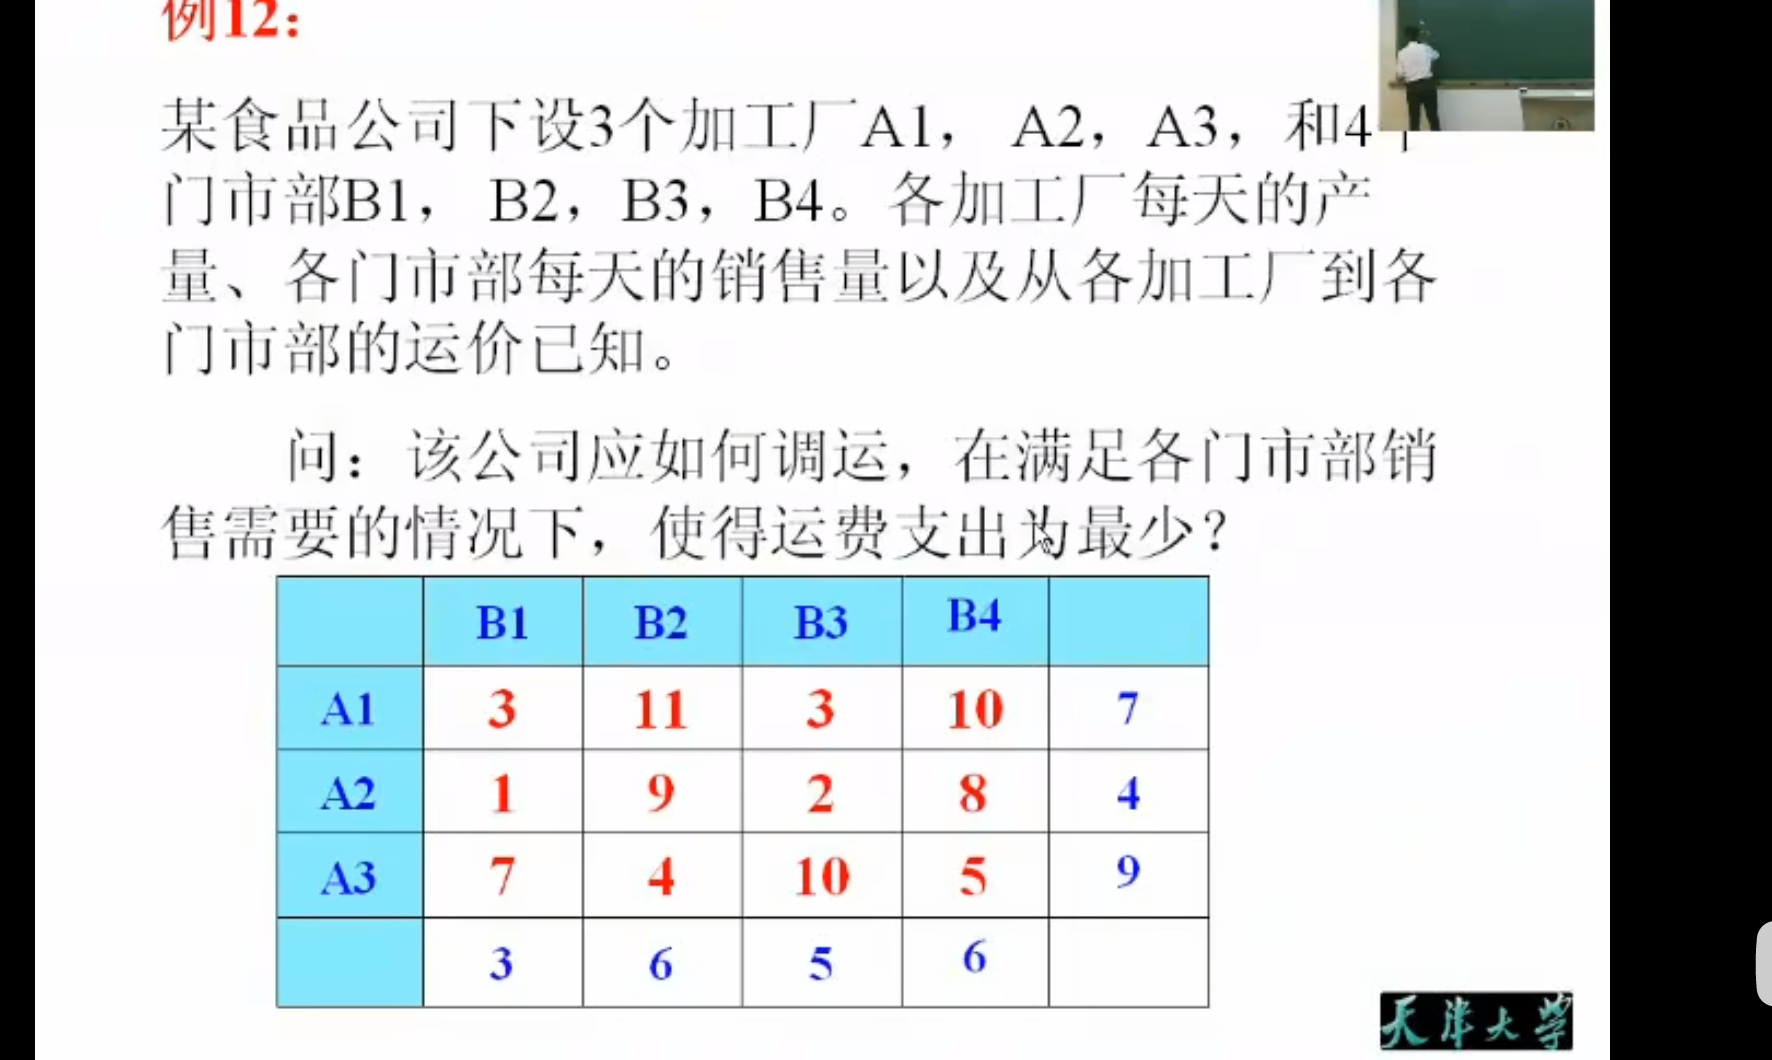 例12：
某食品公司下设3个加工厂A1， A2，A3，和4
门市部B1， B2，B3，B4。各加工厂每天的产
量、各门市部每天的销售量以及从各加工厂到各
门市部的运价已知。
问：该公司应如何调运，在满足各门市部销
售需要的情况下，使得运费支出为最少？
B1 B2 B3 B4
A1 3 11 3 10 7
A2 1 9 2 8 4
A3 7 4 10 5 9
3 6 5 6
天津大学